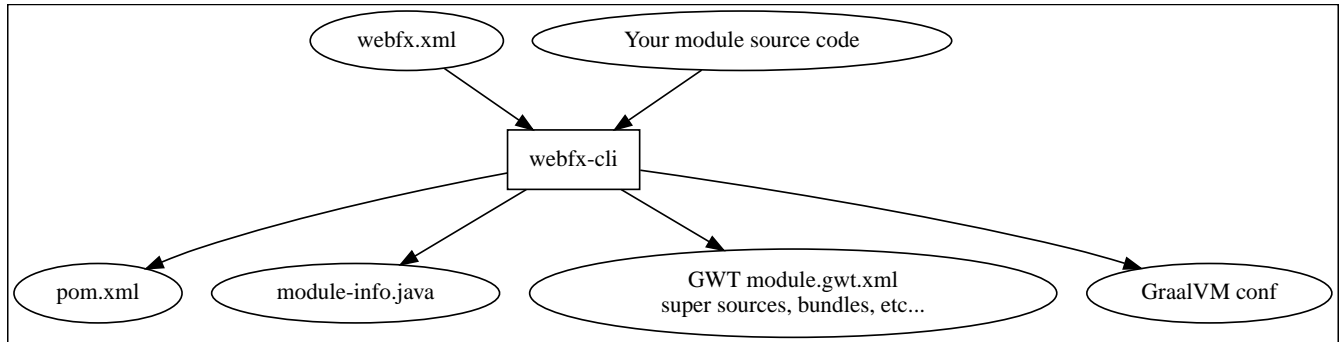 webfx.xml
Your module source code
webfx-cli
pom.xml
module-info.java
GWT module.gwt.xml
super sources, bundles, etc...
GraalVM conf